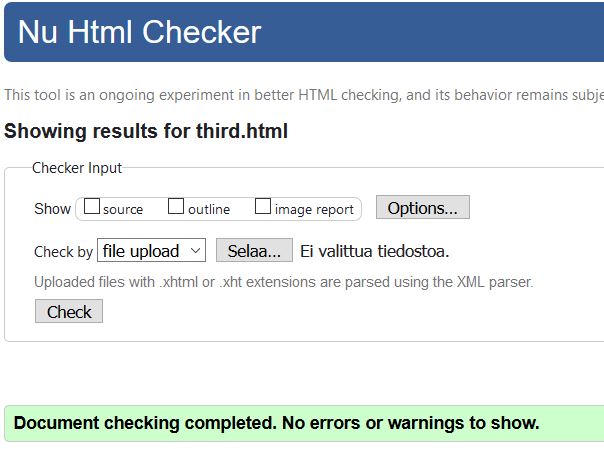 Nu Html Checker
This tool is an ongoing experiment in better HTML checking, and its behavior remains
Showing results for third.html
Checker Input
Show source outline image report Options...
Check by file upload Selaa... Ei valittua tiedostoa.
Uploaded files with .xhtml or .xht extensions are parsed using the XML parser.
Check
Document checking completed. No errors or warnings to show.